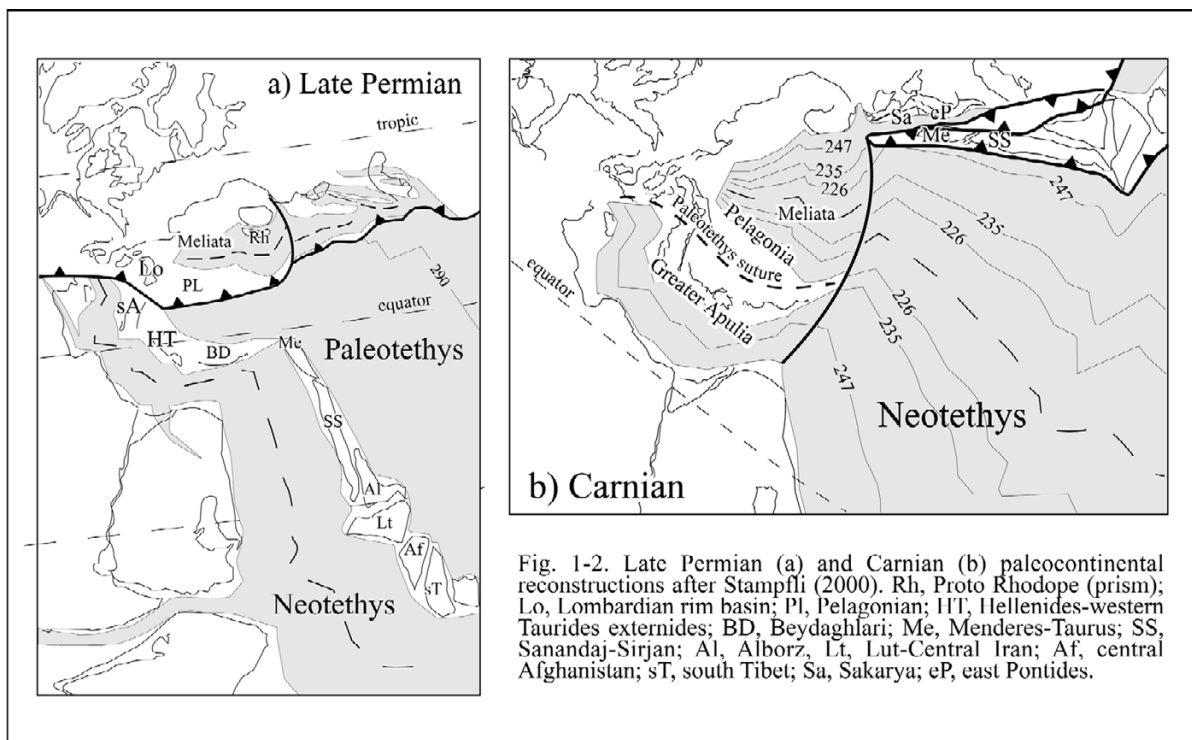 a) Late Permian
tropic
Meliata
Rh
Lo
PL
290
sA
equator
HT
BD
Me
Paleotethys
SS
Al
Lt
Af
sT
Neotethys
Sa
eP
247
Me
SS
235
226
247
Meliata
Pelagonia
Paleotethys suture
235
226
equator
Greater Apulia
226
235
247
Neotethys
b) Carnian
Fig. 1-2. Late Permian (a) and Carnian (b) paleocontinental
reconstructions after Stampfli (2000). Rh, Proto Rhodope (prism);
Lo, Lombardian rim basin; Pl, Pelagonian; HT, Hellenides-western
Taurides externides; BD, Beydaghlari; Me, Menderes-Taurus; SS,
Sanandaj-Sirjan; Al, Alborz, Lt, Lut-Central Iran; Af, central
Afghanistan; sT, south Tibet; Sa, Sakarya; eP, east Pontides.